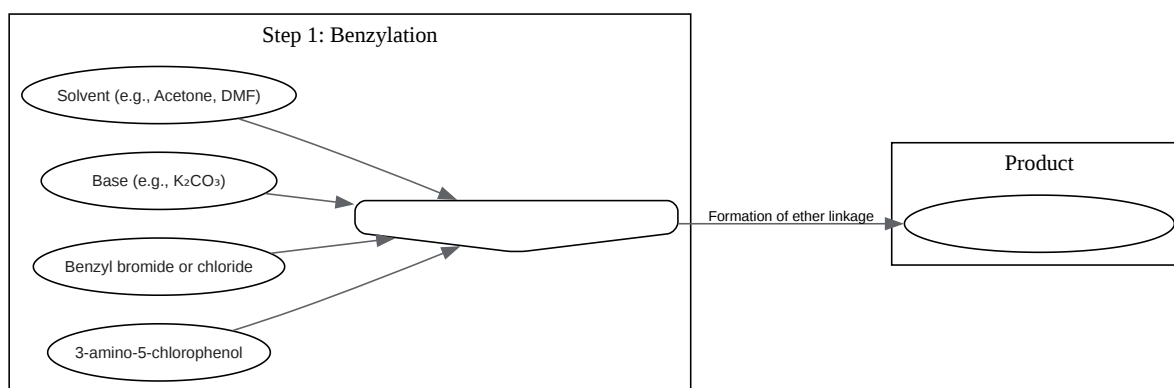 Step 1: Benzylation
Solvent (e.g., Acetone, DMF)
Base (e.g., K₂CO₃)
Benzyl bromide or chloride
3-amino-5-chlorophenol
Formation of ether linkage
Product